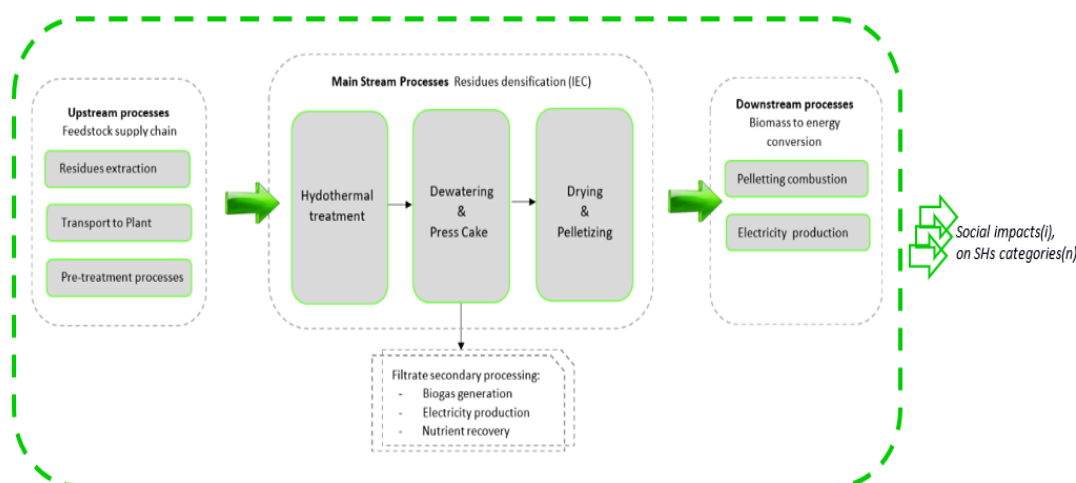 Upstream processes
Feedstock supply chain
Residues extraction
Transport to Plant
Pre-treatment processes
Main Stream Processes Residues densification (IEC)
Hydothermal
treatment
Dewatering
&
Press Cake
Drying
&
Pelletizing
Filtrate secondary processing:
- Biogas generation
- Electricity production
- Nutrient recovery
Downstream processes
Biomass to energy
conversion
Pelletting combustion
Electricity production
Social impacts(i),
on SHs categories(n)